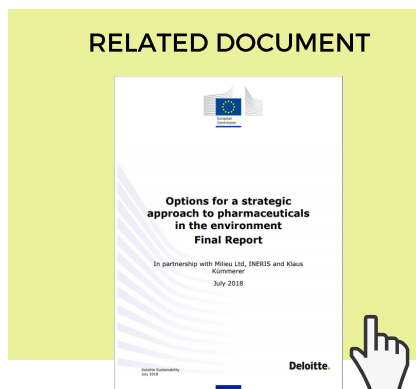 RELATED DOCUMENT
European
Commission
Options for a strategic
approach to pharmaceuticals
in the environment
Final Report
In partnership with Milieu Ltd, INERIS and Klaus
Kümmerer
July 2018
Deloitte Sustainability
July 2018
Deloitte.